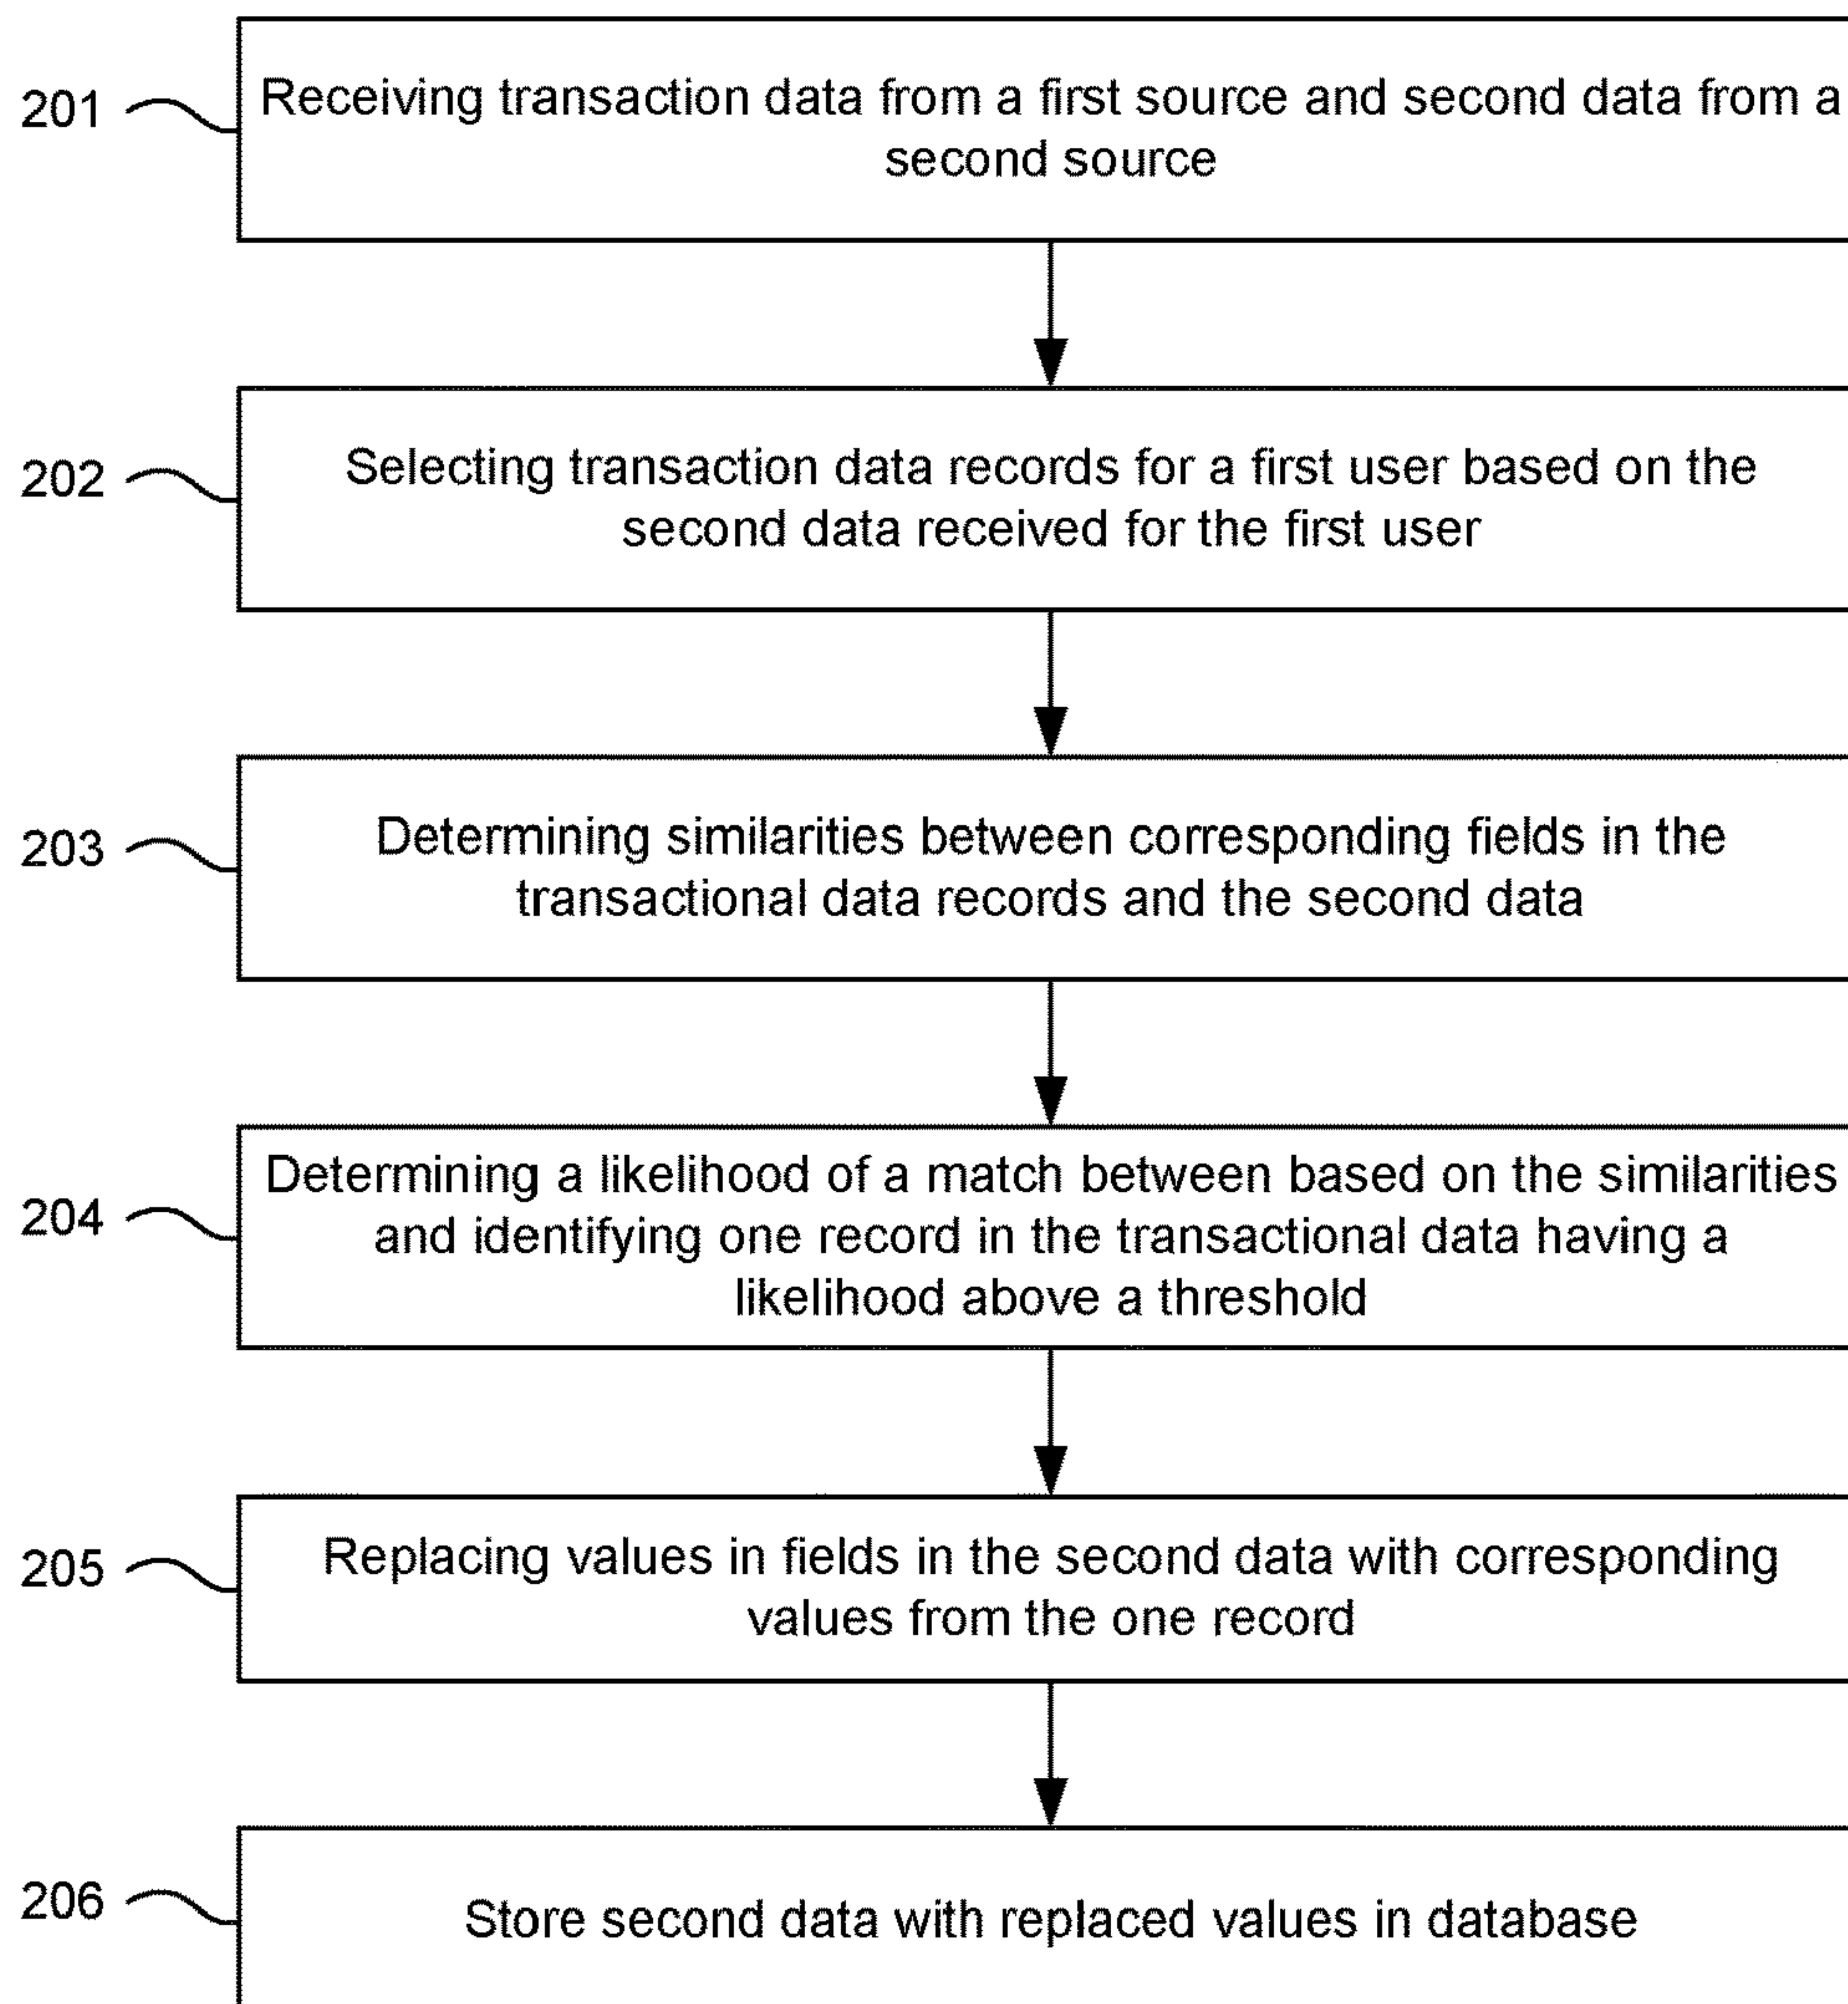 201
Receiving transaction data from a first source and second data from a
second source
202
Selecting transaction data records for a first user based on the
second data received for the first user
203
Determining similarities between corresponding fields in the
transactional data records and the second data
204
Determining a likelihood of a match between based on the similarities
and identifying one record in the transactional data having a
likelihood above a threshold
205
Replacing values in fields in the second data with corresponding
values from the one record
206
Store second data with replaced values in database